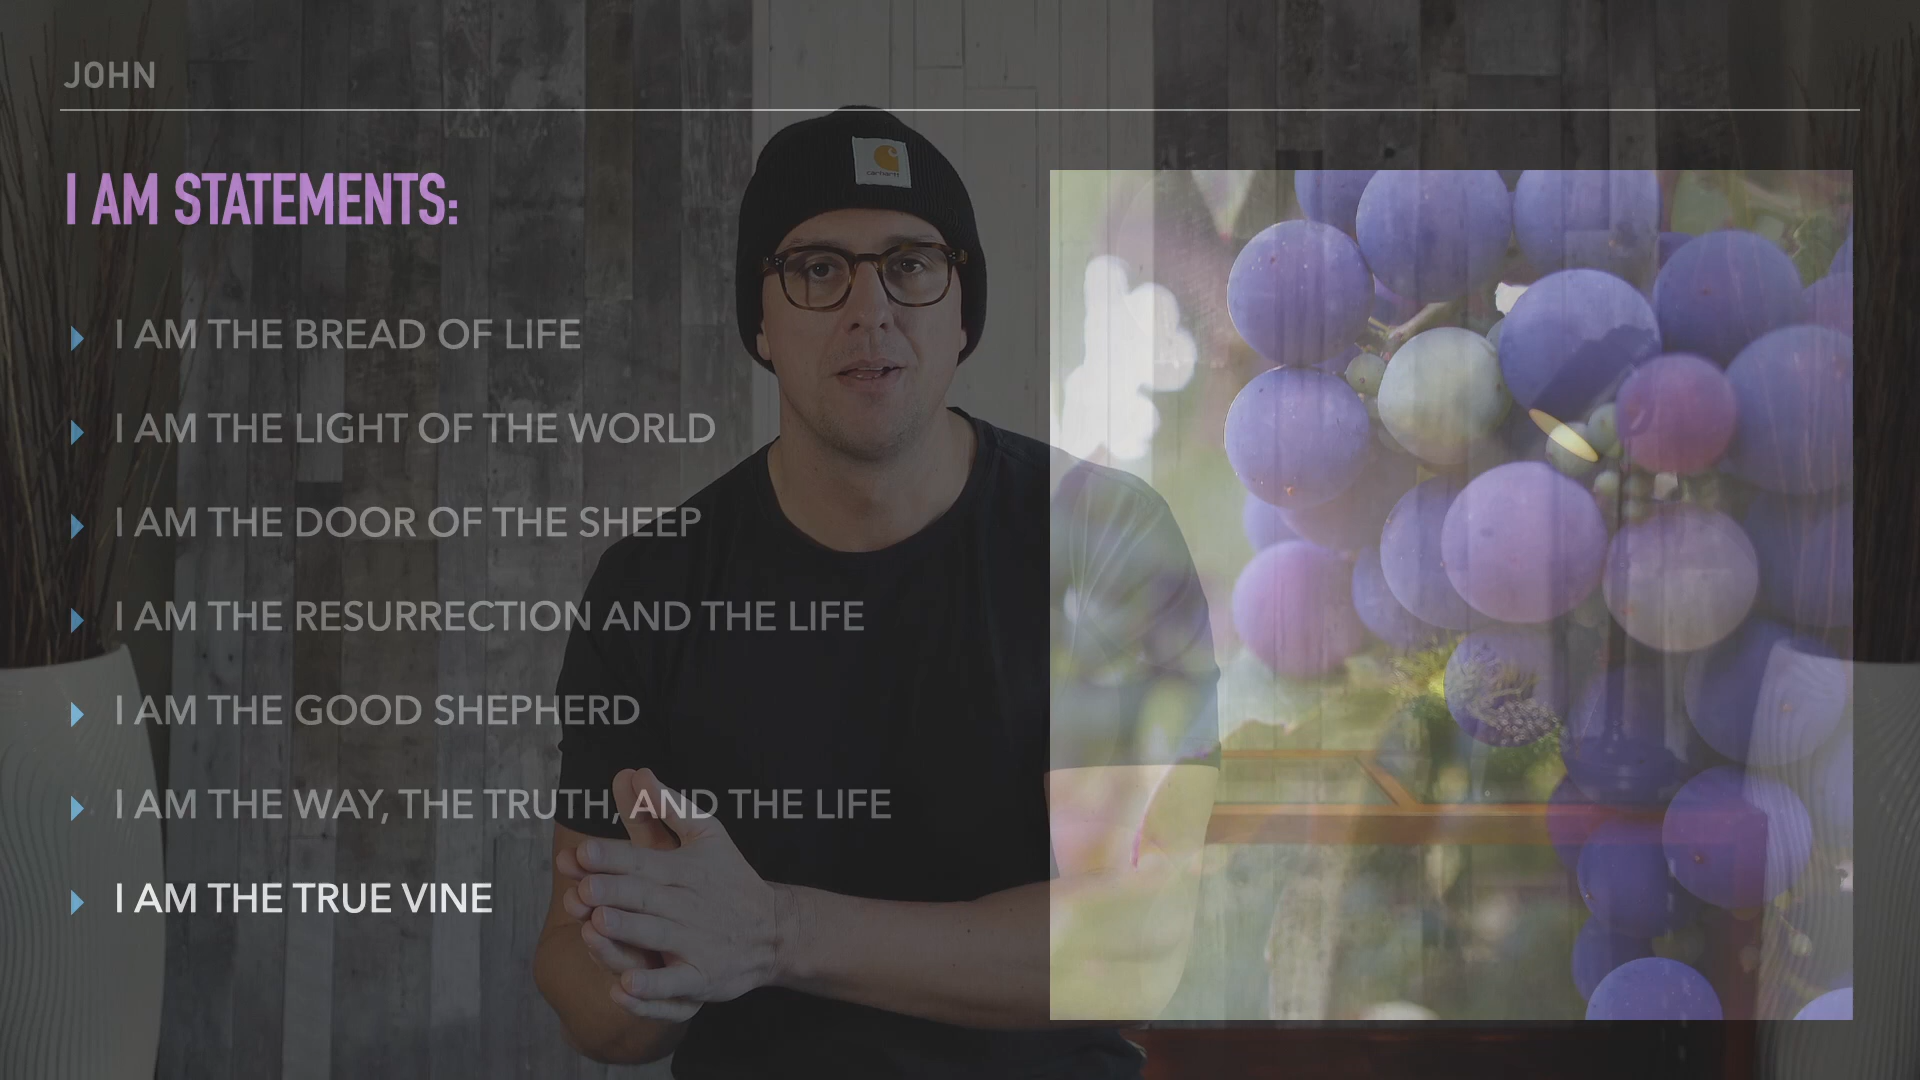 JOHN
I AM STATEMENTS:
I AM THE BREAD OF LIFE
I AM THE LIGHT OF THE WORLD
I AM THE DOOR OF THE SHEEP
I AM THE RESURRECTION AND THE LIFE
I AM THE GOOD SHEPHERD
I AM THE WAY, THE TRUTH, AND THE LIFE
I AM THE TRUE VINE
carhartt